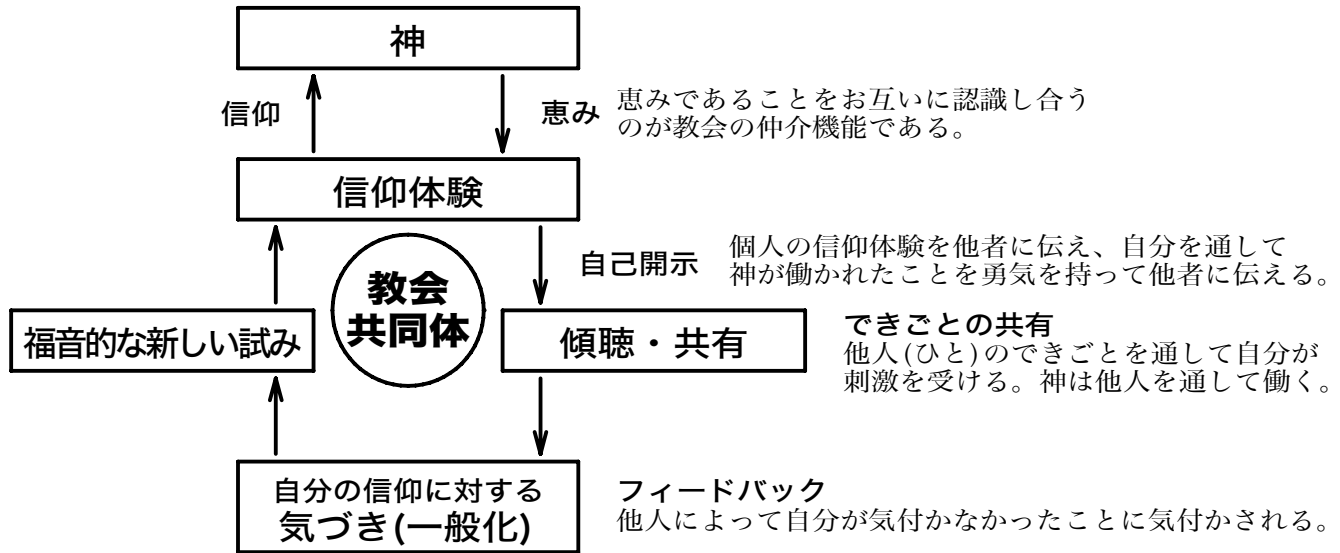 神
信仰
恵み
恵みであることをお互いに認識し合う
のが教会の仲介機能である。
信仰体験
自己開示
個人の信仰体験を他者に伝え、自分を通して
神が働かれたことを勇気を持って他者に伝える。
教会
共同体
福音的な新しい試み
傾聴・共有
できごとの共有
他人(ひと)のできごとを通して自分が
刺激を受ける。神は他人を通して働く。
自分の信仰に対する
気づき(一般化)
フィードバック
他人によって自分が気付かなかったことに気付かされる。